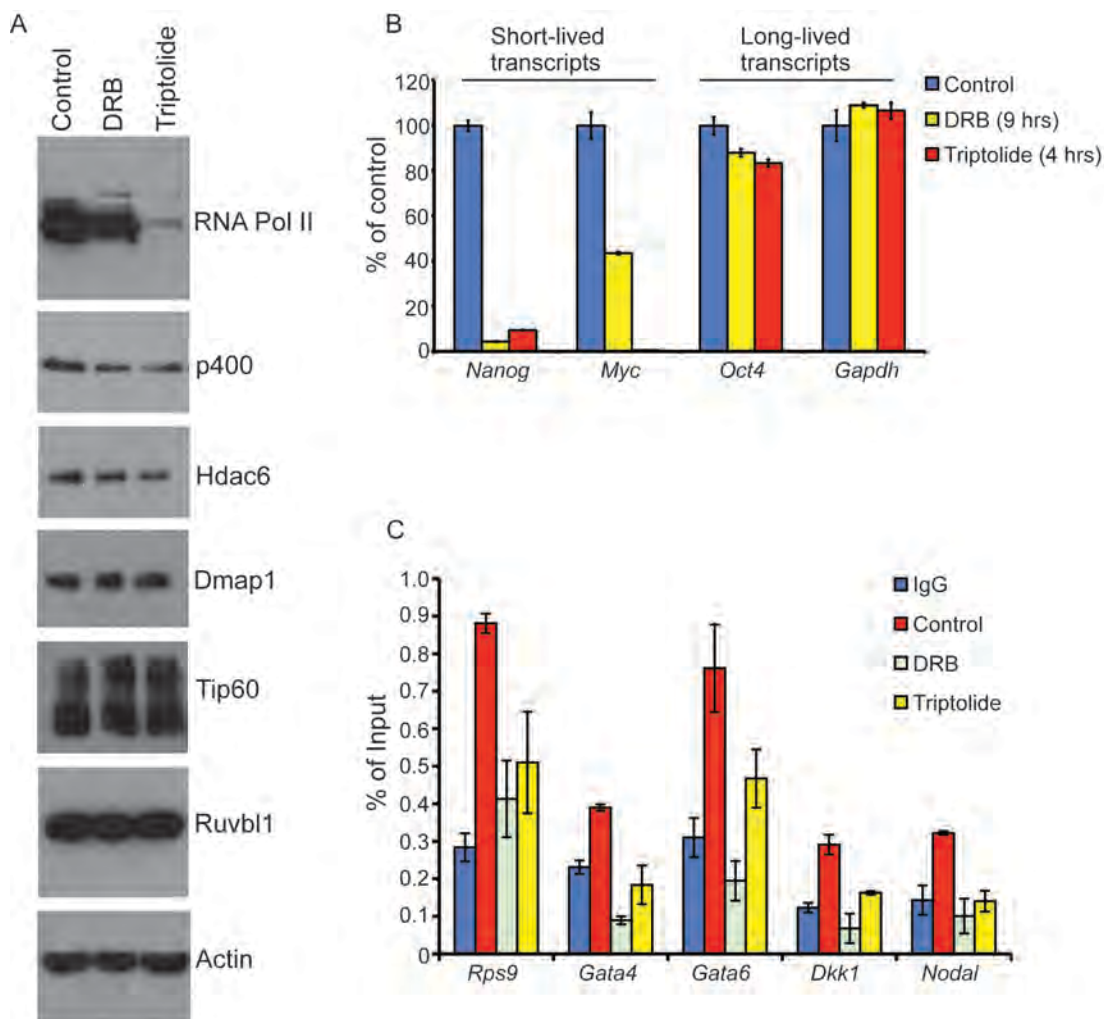 A
Control
DRB
Triptolide
RNA Pol II
p400
Hdac6
Dmap1
Tip60
Ruvbl1
Actin
B
Short-lived
transcripts
Long-lived
transcripts
% of control
120
100
80
60
40
20
0
Nanog
Myc
Oct4
Gapdh
Control
DRB (9 hrs)
Triptolide (4 hrs)
C
% of Input
1.0
0.9
0.8
0.7
0.6
0.5
0.4
0.3
0.2
0.1
0
Rps9
Gata4
Gata6
Dkk1
Nodal
IgG
Control
DRB
Triptolide